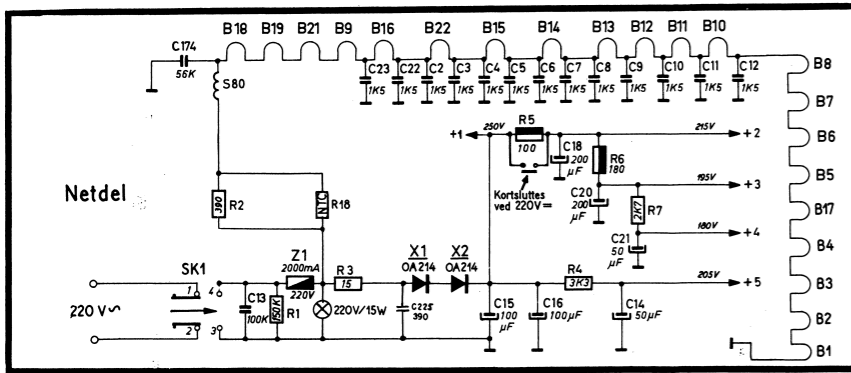 B18 B19 B21 B9 B16 B22 B15 B14 B13 B12 B11 B10
C174
56K
S80
C23 C22 C2 C3 C4 C5 C6 C7 C8 C9 C10 C11 C12
1K5 1K5 1K5 1K5 1K5 1K5 1K5 1K5 1K5 1K5 1K5 1K5 1K5
B8
B7
B6
B5
B17
B4
B3
B2
B1
+1 250V R5 215V +2
100
C18
200
µF
R6
180
Kortsluttes
ved 220V=
C20
200
µF
195V +3
R7
2K7
180V +4
C21
50
µF
Netdel
R2
390
R18
NTC
SK1
Z1
2000mA
220V
R3
15
X1
OA214
X2
OA214
R4
3K3
205V +5
220V~
1 4
2 3
C13
100K
R1
150K
220V/15W
C225
390
C15
100
µF
C16
100µF
C14
50µF